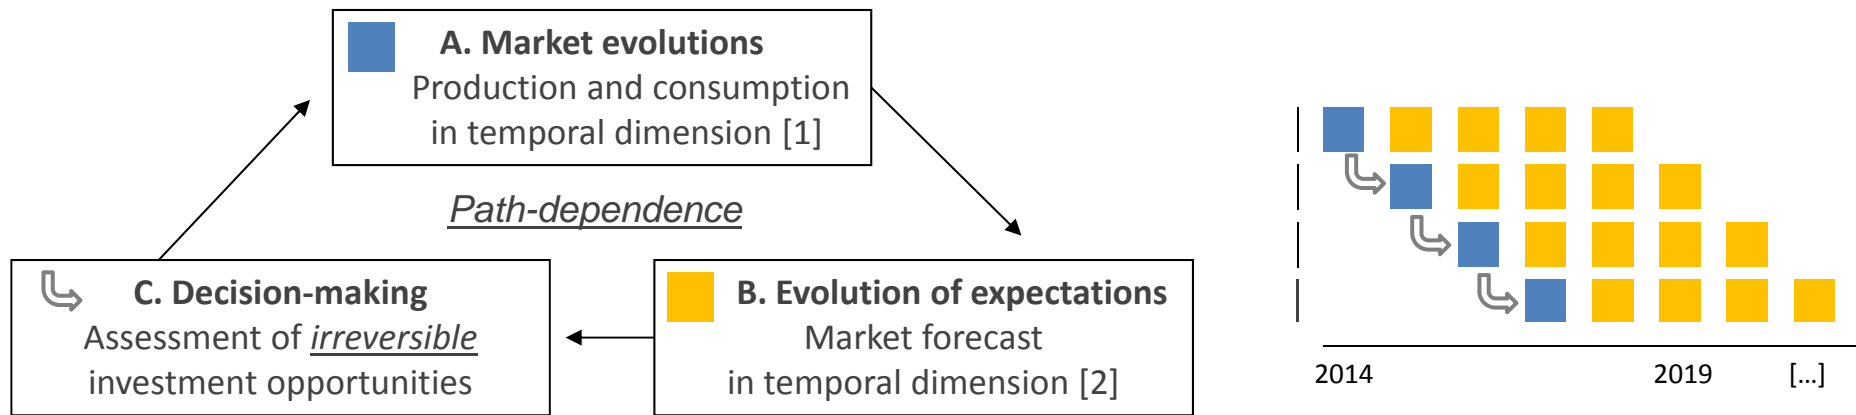 A. Market evolutions
Production and consumption
in temporal dimension [1]
Path-dependence
C. Decision-making
Assessment of irreversible
investment opportunities
B. Evolution of expectations
Market forecast
in temporal dimension [2]
2014
2019
[...]